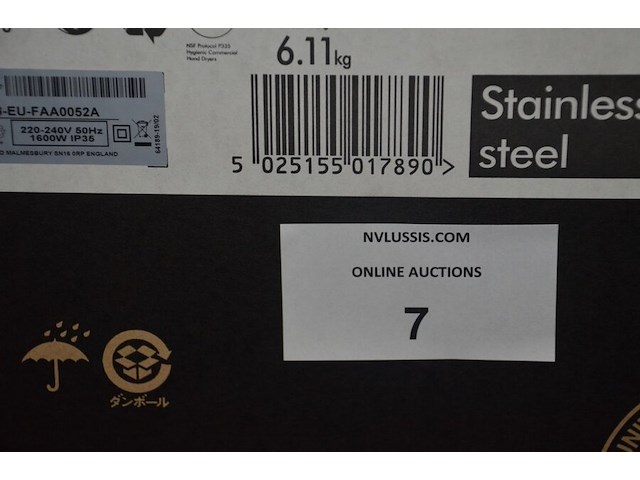 NSF Protocol P335
Hygienic Commercial
Hand Dryers
6.11kg
-EU-FAA0052A
220-240V 50Hz
1600W IP35
MALMESBURY SN16 0RP ENGLAND
64189-19/02
5 025155 017890 >
Stainless
steel
NVLUSSIS.COM
ONLINE AUCTIONS
7
ダンボール